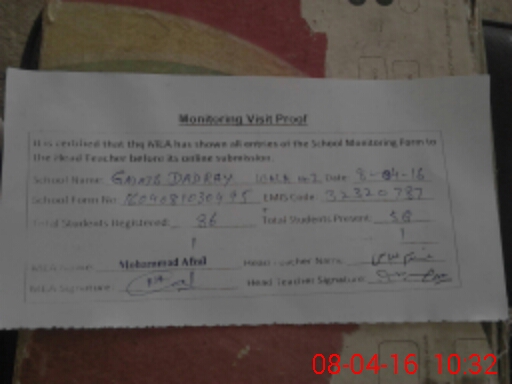 Monitoring Visit Proof
It is certified that the MEA has shown all entries of the School Monitoring Form to
the Head Teacher before its online submission.
School Name: DADRAY Date: 8-04-16
School Form No: EMIS Code: 32320787
Total Students Registered: 86 Total Students Present: 58
MEA Name: Mohammad Afzal Head Teacher Name:
MEA Signature: Head Teacher Signature:
08-04-16 10:32